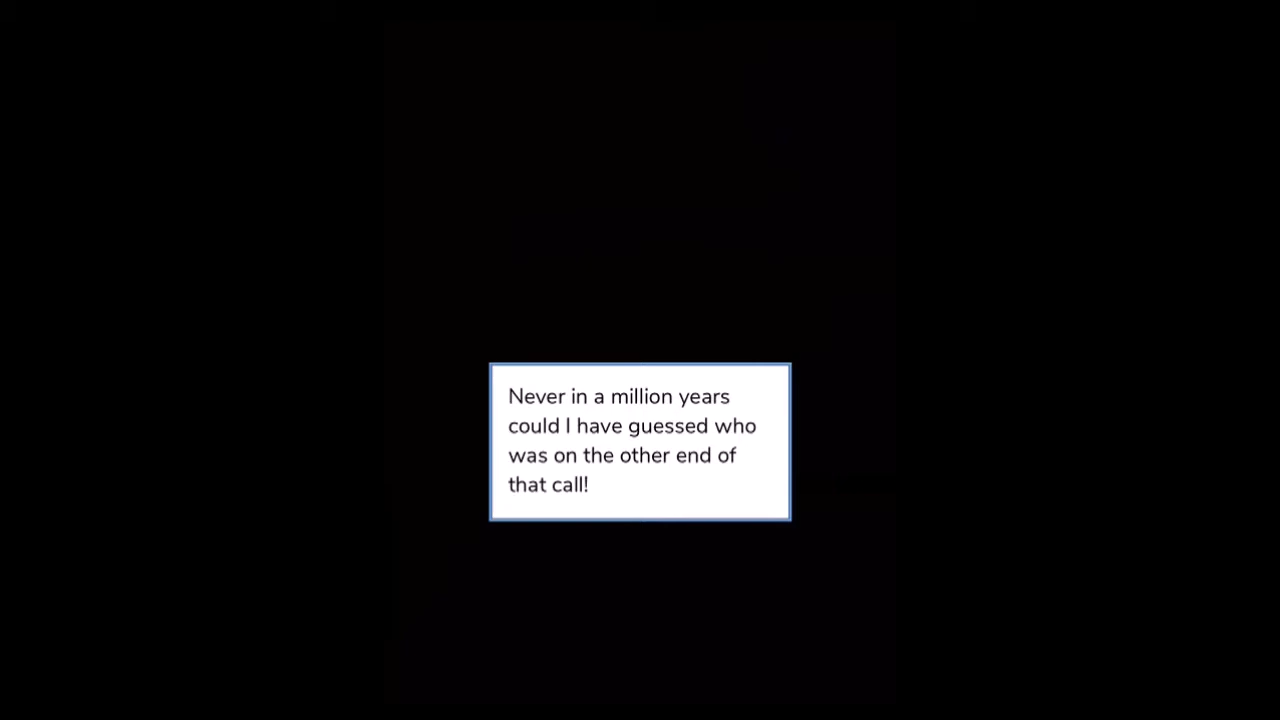 Never in a million years
could I have guessed who
was on the other end of
that call!